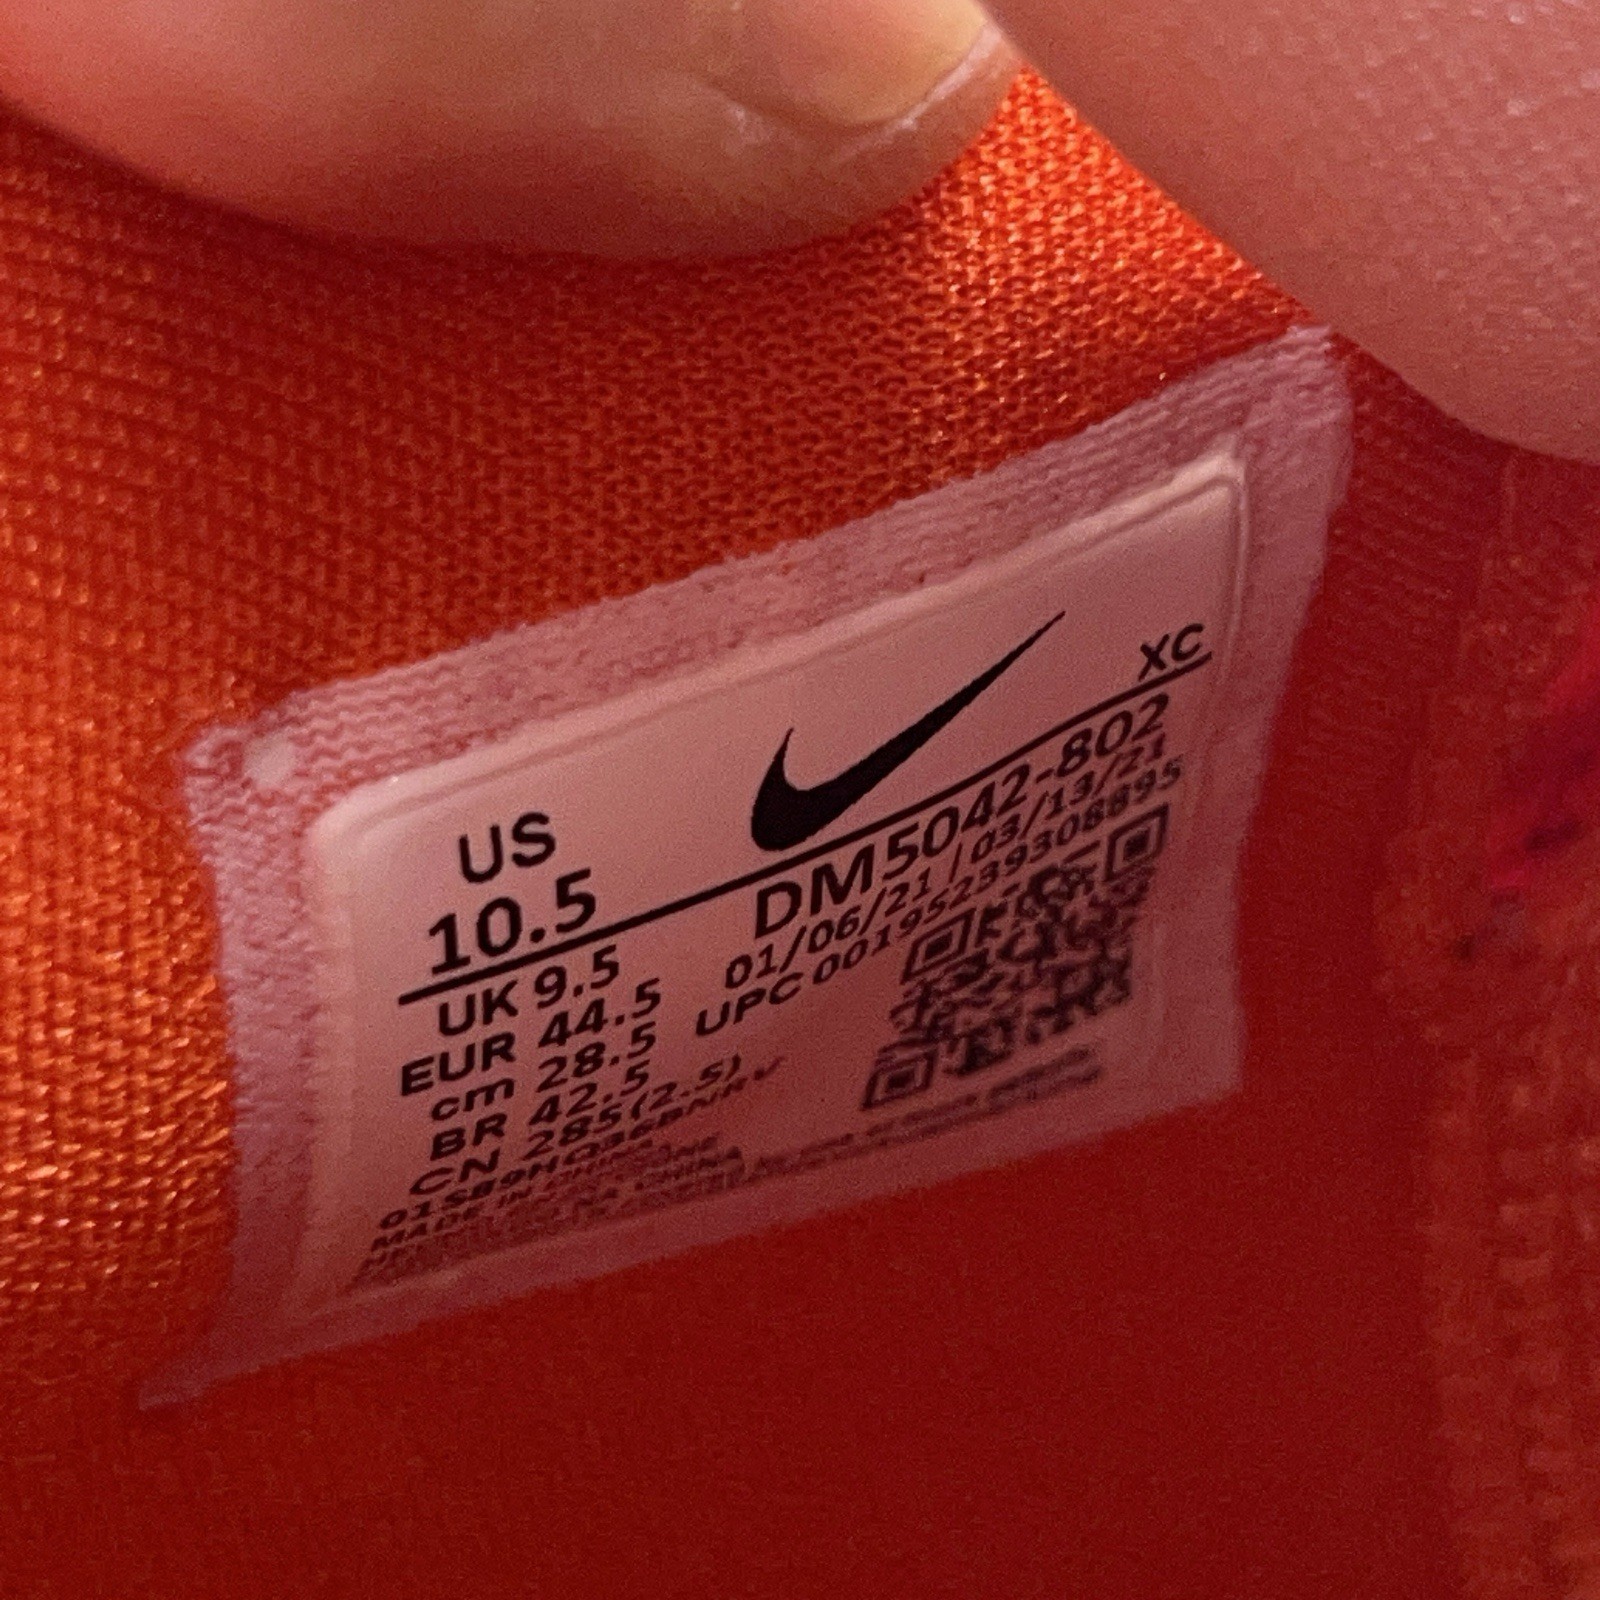 XC
US
10.5
DM5042-802
UK 9.5
01/06/21 | 03/13/21
EUR 44.5
UPC 00195239308895
cm 28.5
BR 42.5
CN 285(2.5)
MADE IN
CHINA